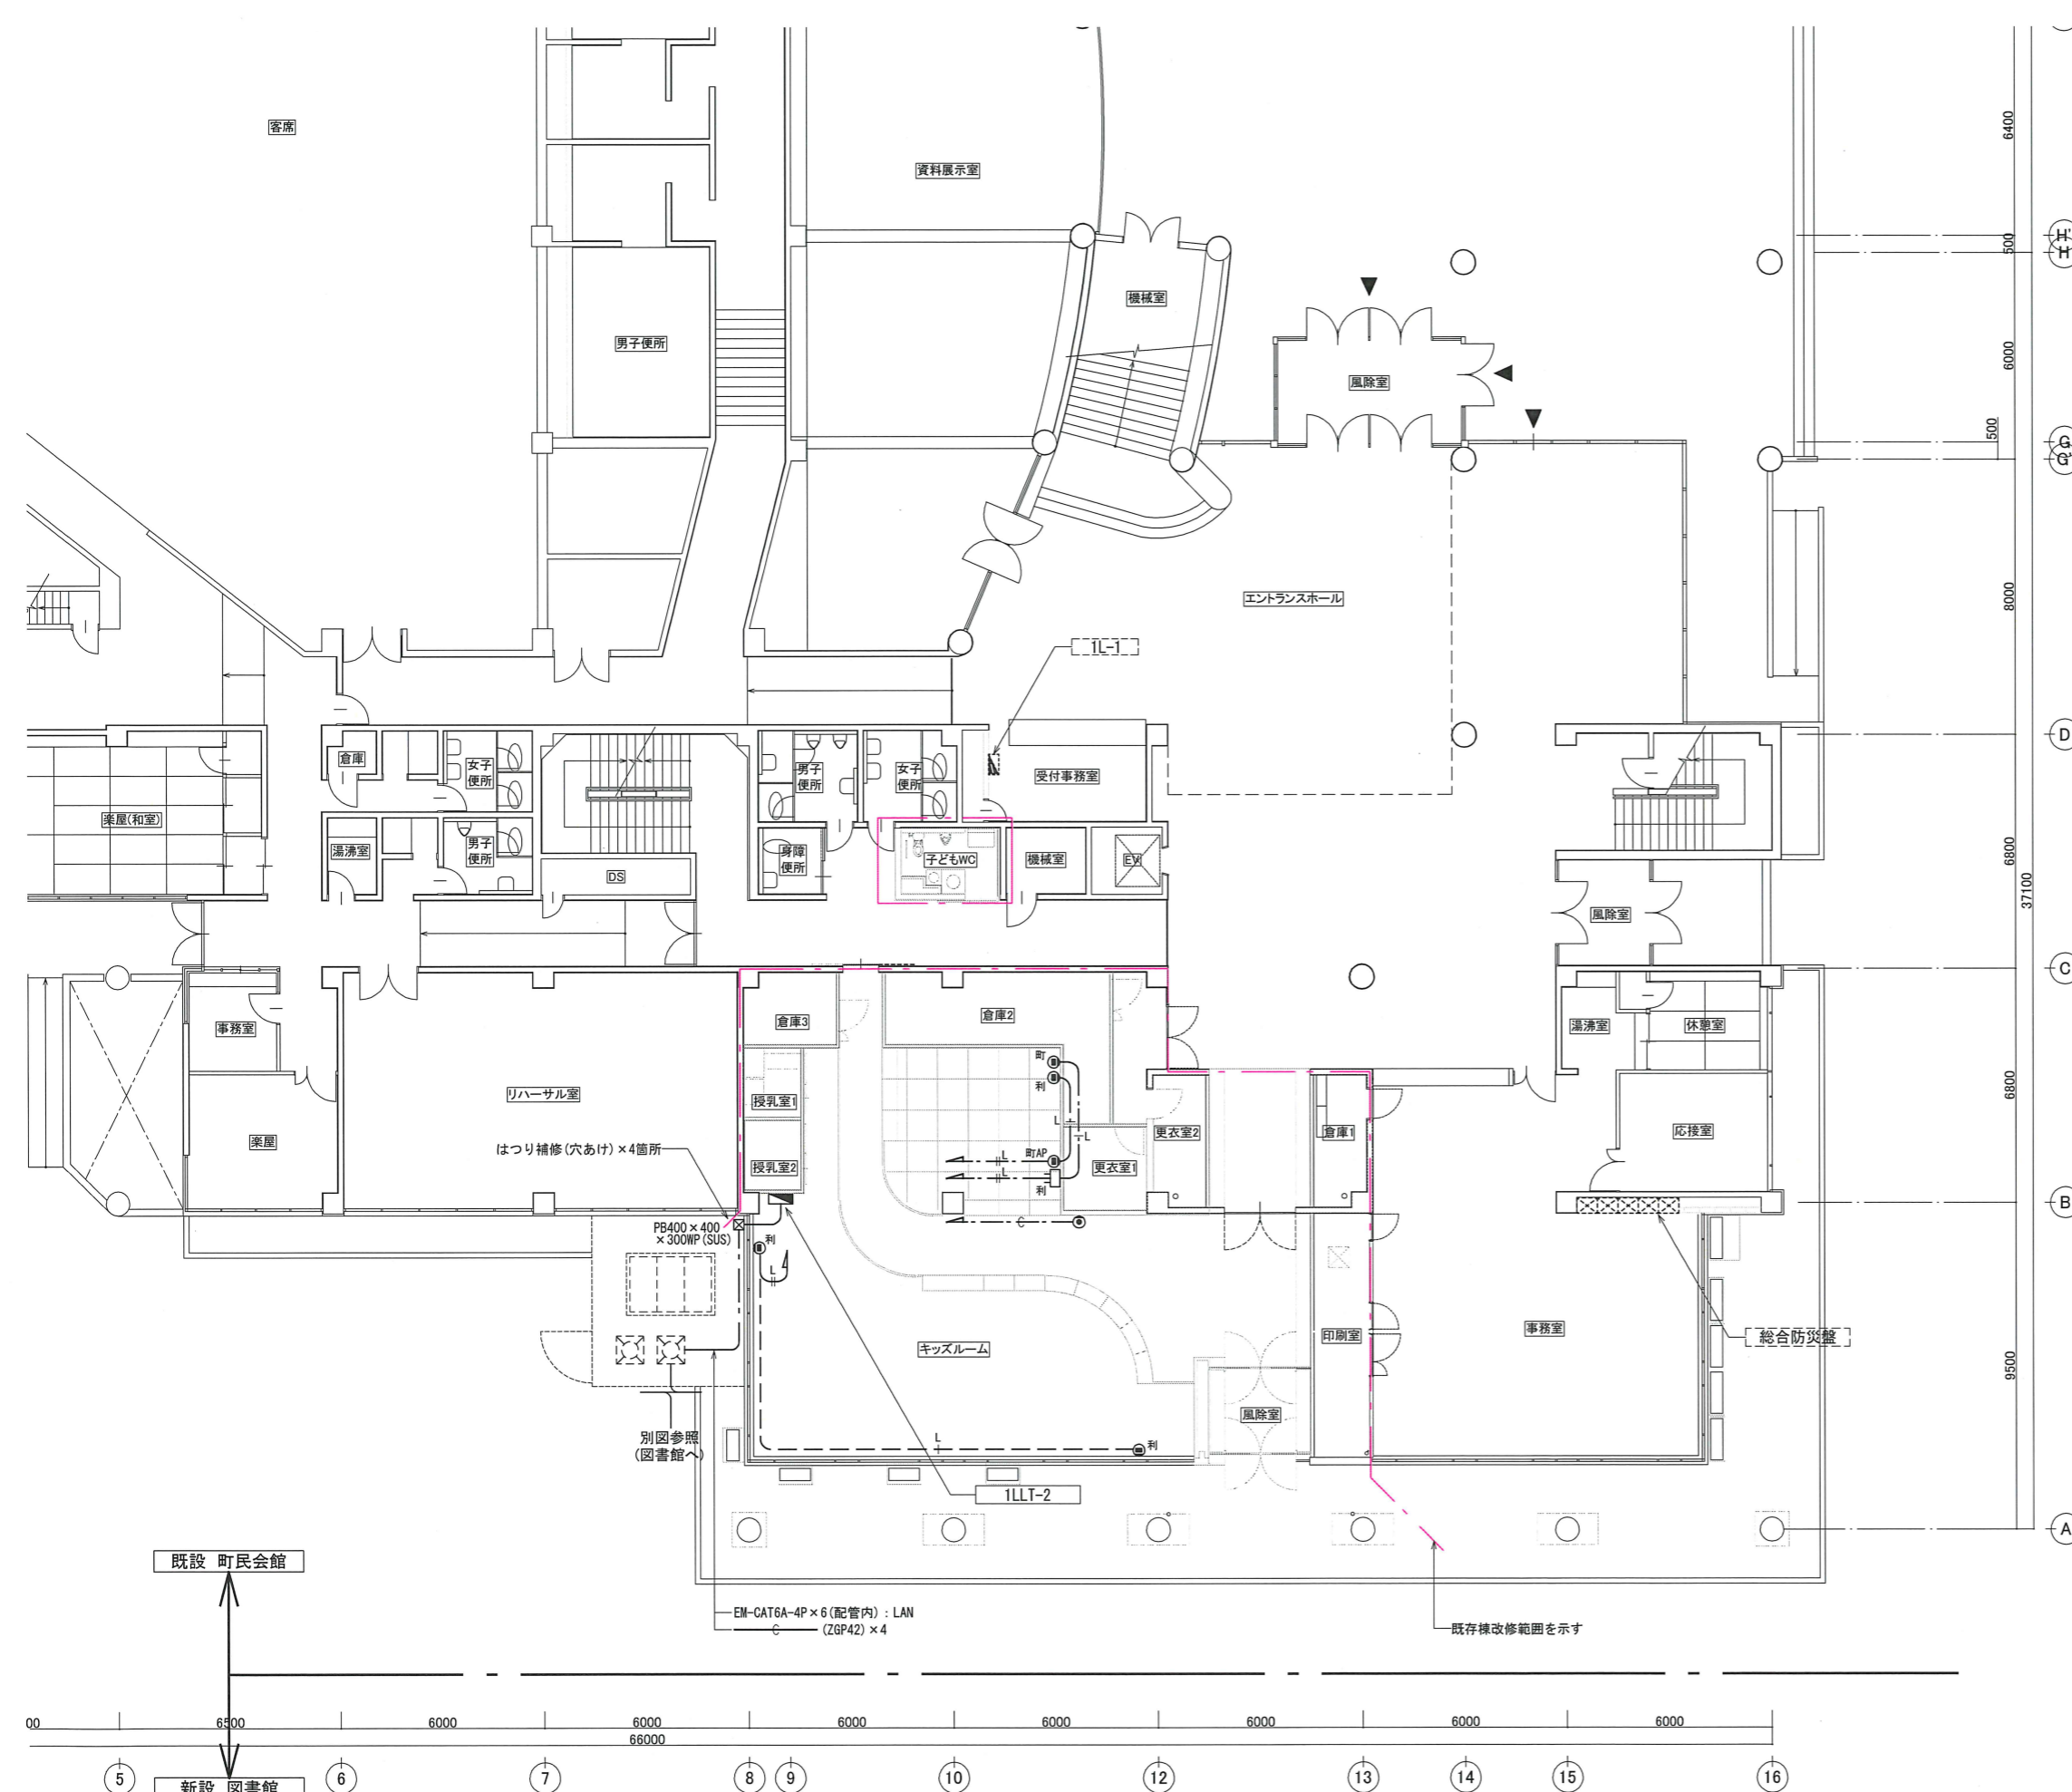 客席
資料展示室
6400
機械室
H'
500
H
男子便所
風除室
6000
500
G
G'
エントランスホール
8000
1L-1
D
倉庫
女子
便所
男子
便所
女子
便所
受付事務室
楽屋(和室)
湯沸室
男子
便所
DS
身障
便所
子どもWC
機械室
EV
6800
37100
風除室
C
事務室
倉庫3
倉庫2
湯沸室
休憩室
リハーサル室
町
利
授乳室1
L
L
6800
楽屋
はつり補修(穴あけ)×4箇所
授乳室2
L
町AP
L
利
更衣室1
更衣室2
倉庫1
応接室
B
PB400×400
×300WP(SUS)
利
L
C
キッズルーム
印刷室
事務室
総合防災盤
9500
風除室
別図参照
(図書館へ)
L
利
1LLT-2
A
既設 町民会館
EM-CAT6A-4P×6(配管内):LAN
C (ZGP42)×4
既存棟改修範囲を示す
00
6500
6000
6000
6000
6000
6000
6000
6000
66000
5
6
7
8
9
10
12
13
14
15
16
新設 図書館